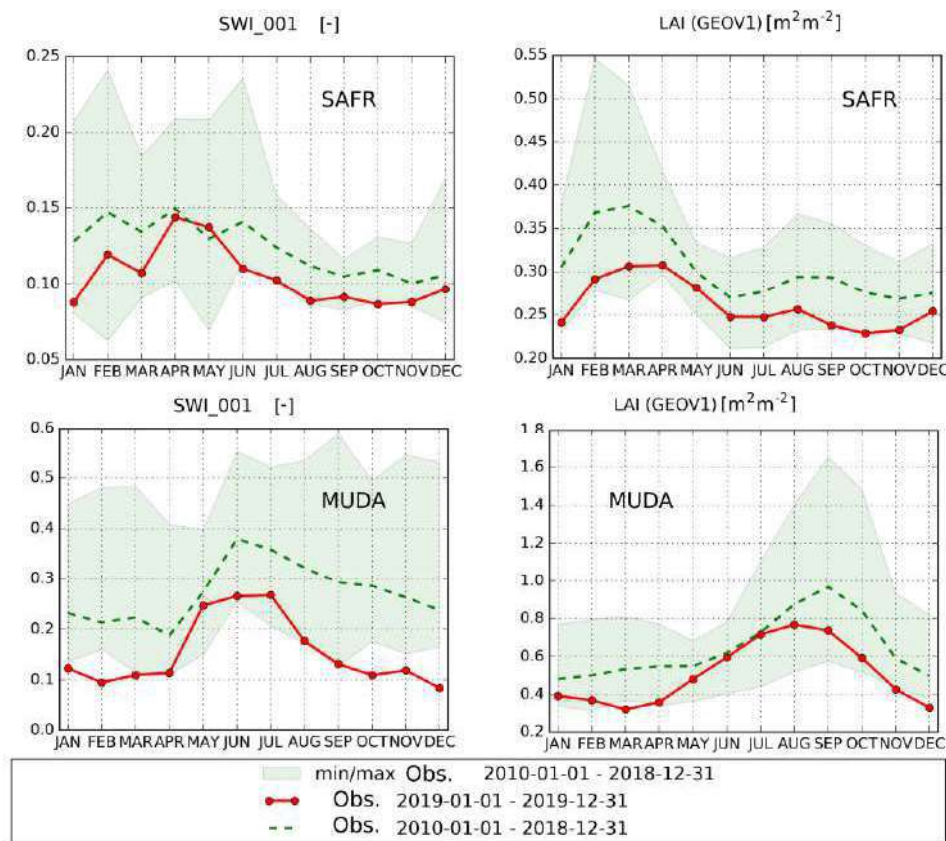 SWI_001 [-]
LAI (GEOV1) [m²m⁻²]
0.25
0.20
0.15
0.10
0.05
SAFR
JAN FEB MAR APR MAY JUN JUL AUG SEP OCT NOV DEC
0.55
0.50
0.45
0.40
0.35
0.30
0.25
0.20
SAFR
JAN FEB MAR APR MAY JUN JUL AUG SEP OCT NOV DEC
SWI_001 [-]
LAI (GEOV1) [m²m⁻²]
0.6
0.5
0.4
0.3
0.2
0.1
0.0
MUDA
JAN FEB MAR APR MAY JUN JUL AUG SEP OCT NOV DEC
1.8
1.6
1.4
1.2
1.0
0.8
0.6
0.4
0.2
MUDA
JAN FEB MAR APR MAY JUN JUL AUG SEP OCT NOV DEC
min/max Obs. 2010-01-01 - 2018-12-31
Obs. 2019-01-01 - 2019-12-31
Obs. 2010-01-01 - 2018-12-31